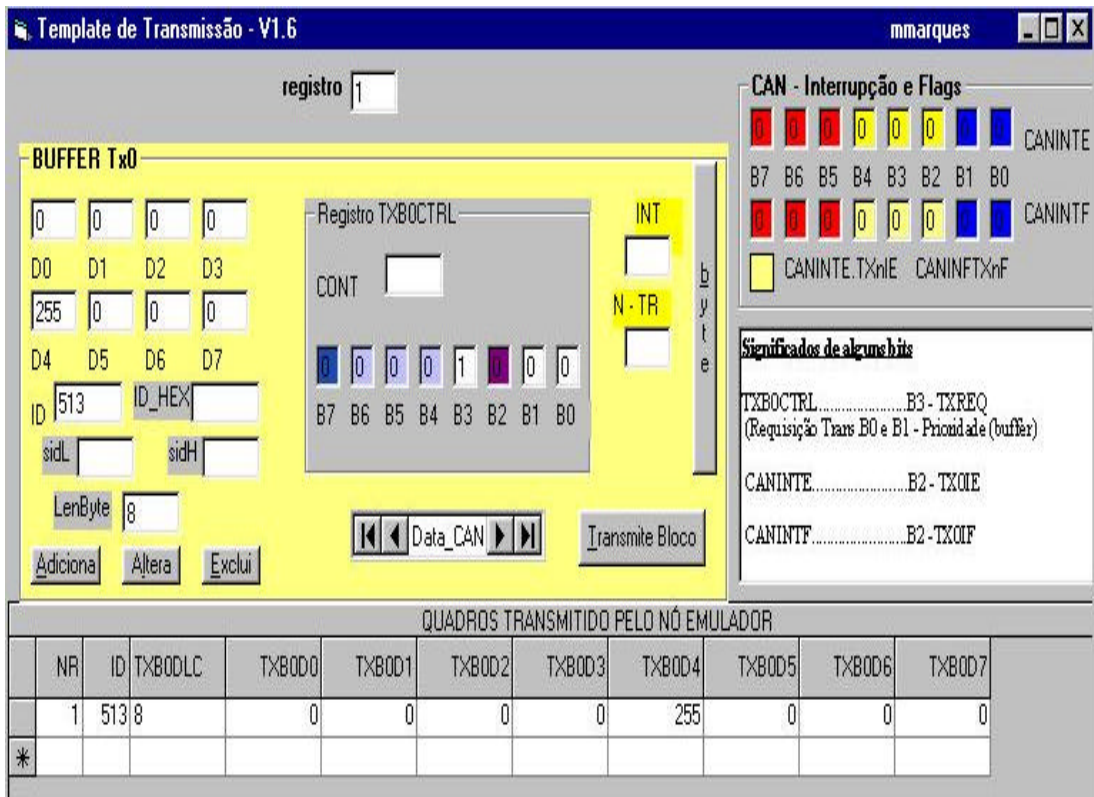 Template de Transmissão - V1.6 mmarques
registro 1
CAN - Interrupção e Flags
0 0 0 0 0 0 0 0 CANINTE
B7 B6 B5 B4 B3 B2 B1 B0
0 0 0 0 0 0 0 0 CANINTF
CANINTE.TXnIE CANINFTXnF
BUFFER Tx0
0 0 0 0
D0 D1 D2 D3
255 0 0 0
D4 D5 D6 D7
ID 513 ID_HEX
sidL sidH
LenByte 8
Adiciona Altera Exclui
Registro TXB0CTRL
CONT
0 0 0 0 1 0 0 0
B7 B6 B5 B4 B3 B2 B1 B0
INT
N - TR
byte
Data_CAN
Transmite Bloco
Significados de alguns bits
TXB0CTRL.......................B3 - TXREQ
(Requisição Trans B0 e B1 - Prioridade (buffer)
CANINTE.........................B2 - TX0IE
CANINTF.........................B2 - TX0IF
QUADROS TRANSMITIDO PELO NÓ EMULADOR
NR ID TXB0DLC TXB0D0 TXB0D1 TXB0D2 TXB0D3 TXB0D4 TXB0D5 TXB0D6 TXB0D7
1 513 8 0 0 0 0 255 0 0 0
*